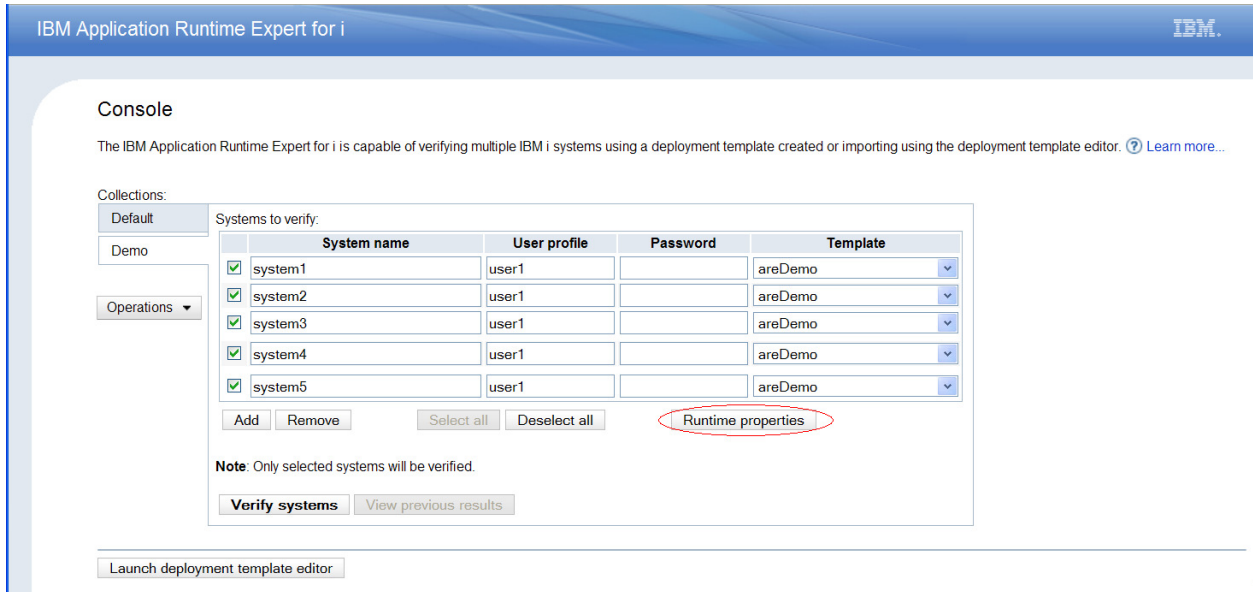 IBM Application Runtime Expert for i
IBM.
Console
The IBM Application Runtime Expert for i is capable of verifying multiple IBM i systems using a deployment template created or importing using the deployment template editor. ? Learn more...
Collections:
Default
Demo
Operations
Systems to verify:
System name User profile Password Template
system1 user1 areDemo
system2 user1 areDemo
system3 user1 areDemo
system4 user1 areDemo
system5 user1 areDemo
Add Remove Select all Deselect all Runtime properties
Note: Only selected systems will be verified.
Verify systems View previous results
Launch deployment template editor